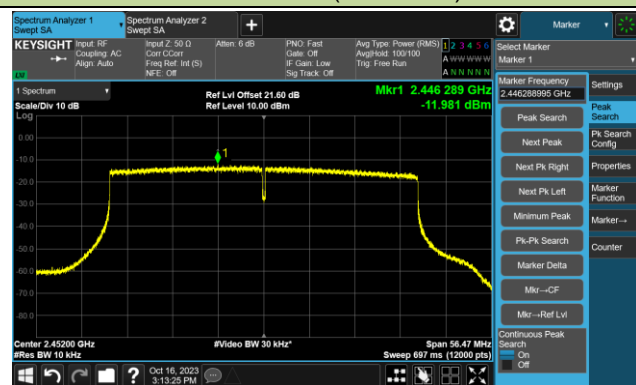 Spectrum Analyzer 1
Swept SA
Spectrum Analyzer 2
Swept SA
+
Marker
KEYSIGHT
Input: RF
Coupling: AC
Align: Auto
Input Z: 50 Ω
Corr CCorr
Freq Ref: Int (S)
NFE: Off
Atten: 6 dB
PNO: Fast
Gate: Off
IF Gain: Low
Sig Track: Off
Avg Type: Power (RMS)
Avg|Hold: 100/100
Trig: Free Run
1 2 3 4 5 6
A W W W W W
A N N N N N
LW
Select Marker
Marker 1
1 Spectrum
Scale/Div 10 dB
Log
Ref Lvl Offset 21.60 dB
Ref Level 10.00 dBm
Mkr1 2.446 289 GHz
-11.981 dBm
Marker Frequency
2.446288995 GHz
Settings
Peak Search
Peak Search
Next Peak
Pk Search Config
Next Pk Right
Properties
Next Pk Left
Marker Function
Minimum Peak
Marker→
Pk-Pk Search
Counter
Marker Delta
Mkr→CF
Mkr→Ref Lvl
Continuous Peak Search
On
Off
0.00
-10.0
-20.0
-30.0
-40.0
-50.0
-60.0
-70.0
-80.0
1
Center 2.45200 GHz
#Res BW 10 kHz
#Video BW 30 kHz*
Span 56.47 MHz
Sweep 697 ms (12000 pts)
?
Oct 16, 2023
3:13:25 PM